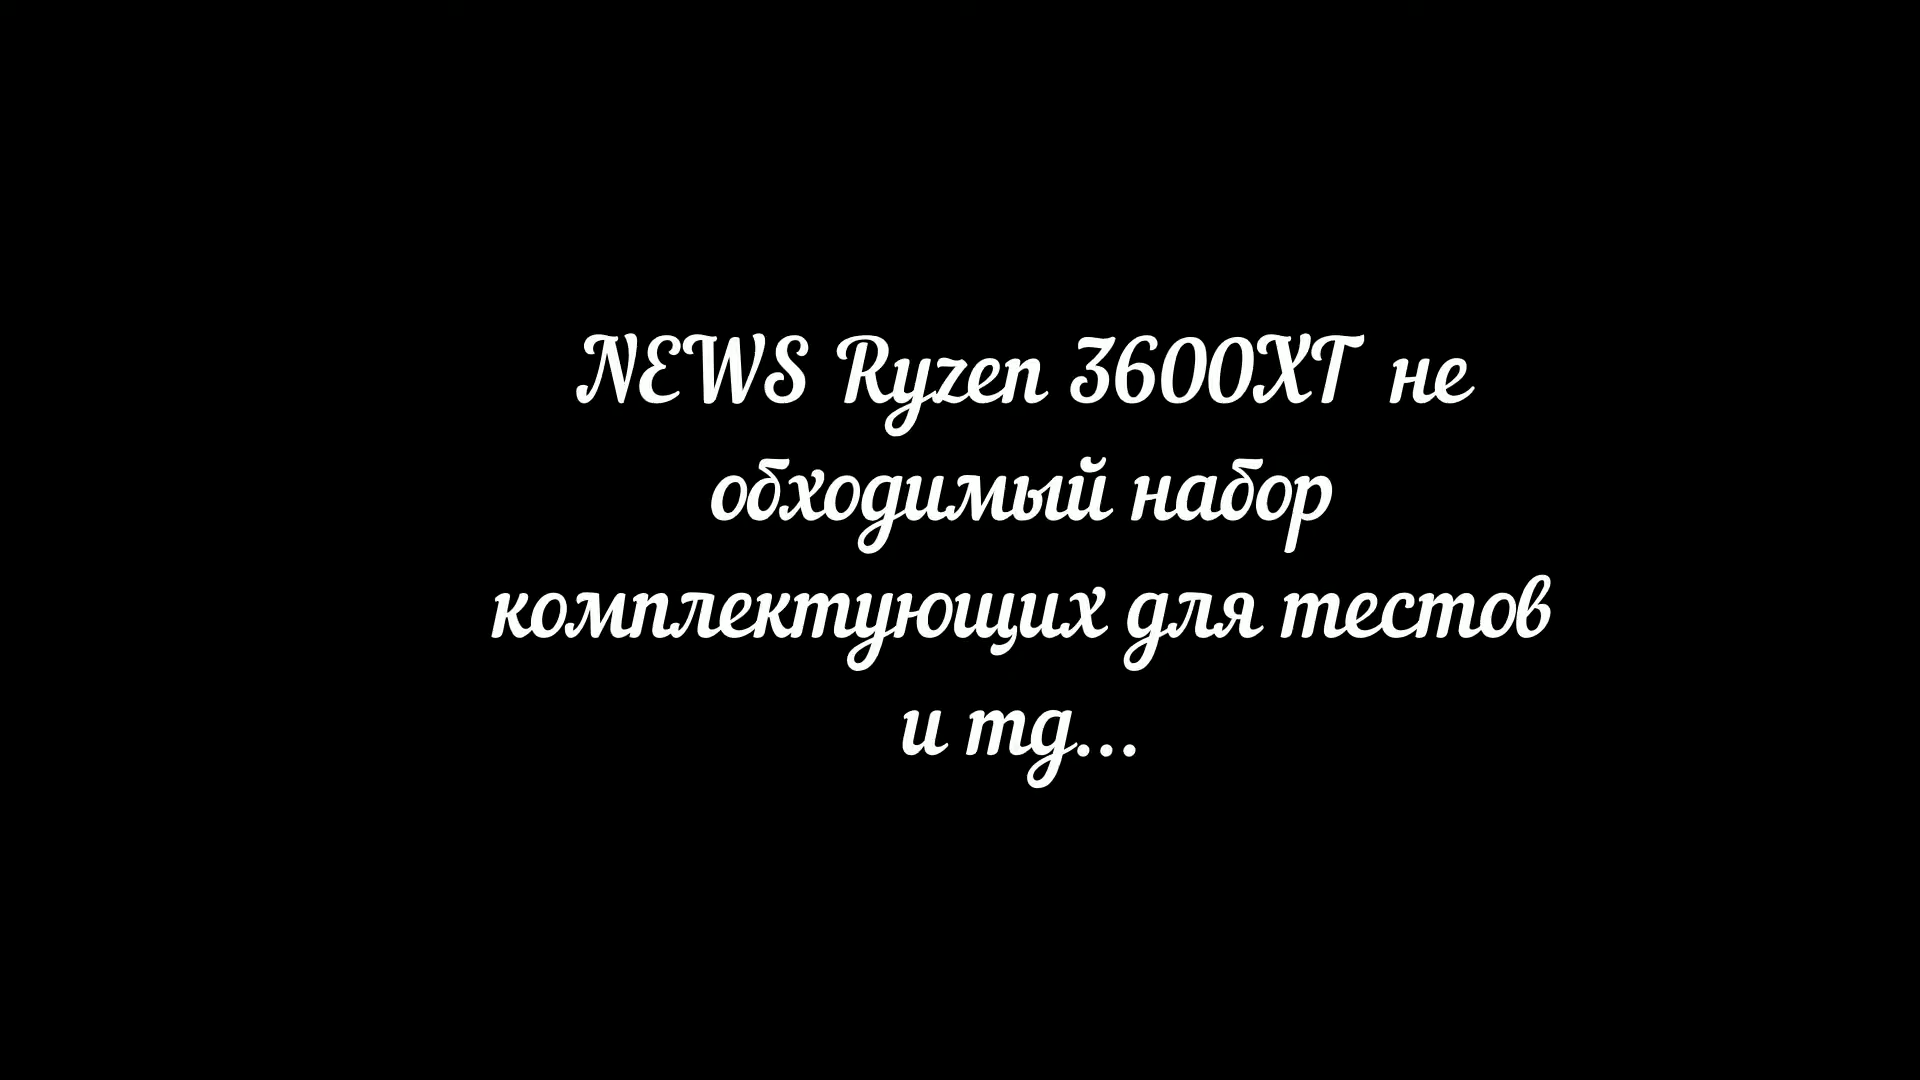 NEWS Ryzen 3600XT не
обходимый набор
комплектующих для тестов
и тд...